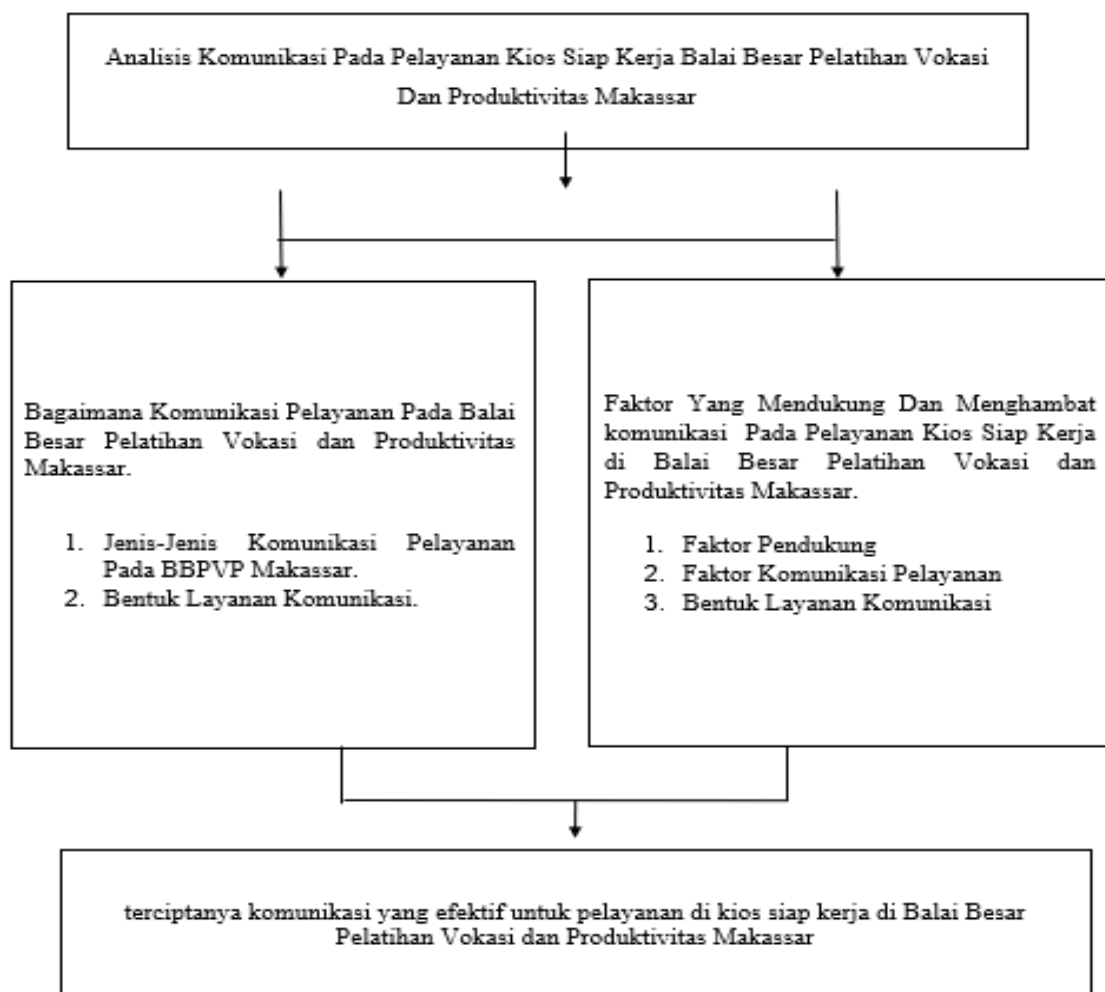 Analisis Komunikasi Pada Pelayanan Kios Siap Kerja Balai Besar Pelatihan Vokasi
Dan Produktivitas Makassar
Bagaimana Komunikasi Pelayanan Pada Balai
Besar Pelatihan Vokasi dan Produktivitas
Makassar.
1. Jenis-Jenis Komunikasi Pelayanan
Pada BBPVP Makassar.
2. Bentuk Layanan Komunikasi.
Faktor Yang Mendukung Dan Menghambat
komunikasi Pada Pelayanan Kios Siap Kerja
di Balai Besar Pelatihan Vokasi dan
Produktivitas Makassar.
1. Faktor Pendukung
2. Faktor Komunikasi Pelayanan
3. Bentuk Layanan Komunikasi
terciptanya komunikasi yang efektif untuk pelayanan di kios siap kerja di Balai Besar
Pelatihan Vokasi dan Produktivitas Makassar